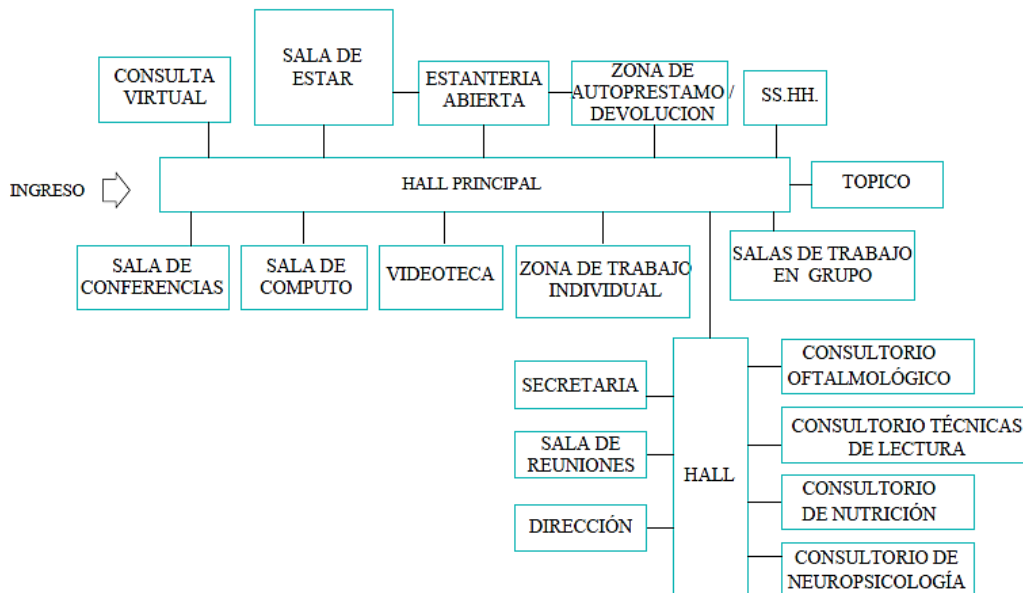 CONSULTA
VIRTUAL
SALA DE
ESTAR
ESTANTERIA
ABIERTA
ZONA DE
AUTOPRESTAMO /
DEVOLUCION
SS.HH.
INGRESO
HALL PRINCIPAL
TOPICO
SALA DE
CONFERENCIAS
SALA DE
COMPUTO
VIDEOTECA
ZONA DE TRABAJO
INDIVIDUAL
SALAS DE TRABAJO
EN GRUPO
SECRETARIA
SALA DE
REUNIONES
DIRECCIÓN
HALL
CONSULTORIO
OFTALMOLÓGICO
CONSULTORIO TÉCNICAS
DE LECTURA
CONSULTORIO
DE NUTRICIÓN
CONSULTORIO DE
NEUROPSICOLOGÍA